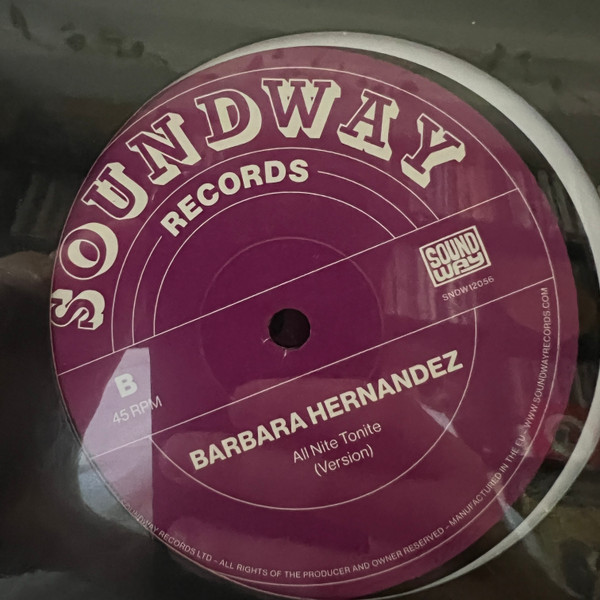 SOUNDWAY
RECORDS
SOUND
WAY
SNDW12056
B
45 RPM
BARBARA HERNANDEZ
All Nite Tonite
(Version)
RECORDS LTD – ALL RIGHTS OF THE PRODUCER AND OWNER RESERVED – MANUFACTURED IN THE EU – WWW.SOUNDWAYRECORDS.COM